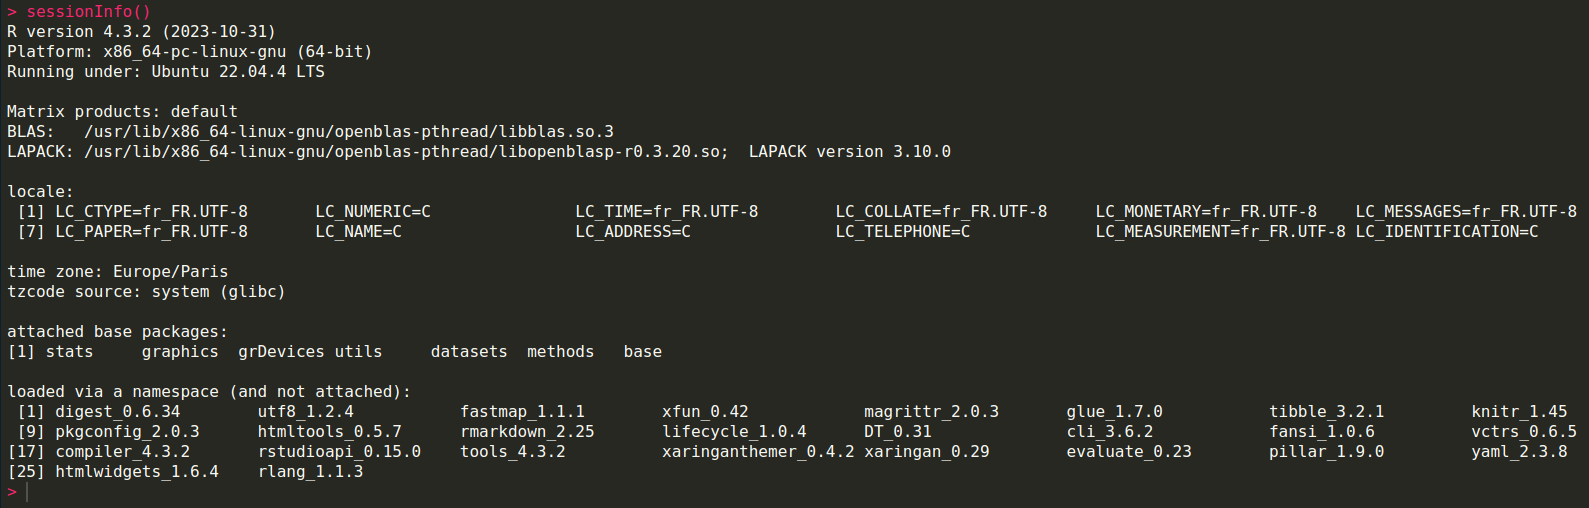 > sessionInfo()
R version 4.3.2 (2023-10-31)
Platform: x86_64-pc-linux-gnu (64-bit)
Running under: Ubuntu 22.04.4 LTS

Matrix products: default
BLAS:   /usr/lib/x86_64-linux-gnu/openblas-pthread/libblas.so.3
LAPACK: /usr/lib/x86_64-linux-gnu/openblas-pthread/libopenblasp-r0.3.20.so;  LAPACK version 3.10.0

locale:
 [1] LC_CTYPE=fr_FR.UTF-8       LC_NUMERIC=C               LC_TIME=fr_FR.UTF-8        LC_COLLATE=fr_FR.UTF-8     LC_MONETARY=fr_FR.UTF-8    LC_MESSAGES=fr_FR.UTF-8
 [7] LC_PAPER=fr_FR.UTF-8       LC_NAME=C                  LC_ADDRESS=C               LC_TELEPHONE=C             LC_MEASUREMENT=fr_FR.UTF-8 LC_IDENTIFICATION=C

time zone: Europe/Paris
tzcode source: system (glibc)

attached base packages:
[1] stats     graphics  grDevices utils     datasets  methods   base

loaded via a namespace (and not attached):
 [1] digest_0.6.34        utf8_1.2.4           fastmap_1.1.1        xfun_0.42            magrittr_2.0.3       glue_1.7.0           tibble_3.2.1         knitr_1.45
 [9] pkgconfig_2.0.3      htmltools_0.5.7      rmarkdown_2.25       lifecycle_1.0.4      DT_0.31              cli_3.6.2            fansi_1.0.6          vctrs_0.6.5
[17] compiler_4.3.2       rstudioapi_0.15.0    tools_4.3.2          xaringanthemer_0.4.2 xaringan_0.29        evaluate_0.23        pillar_1.9.0         yaml_2.3.8
[25] htmlwidgets_1.6.4    rlang_1.1.3
>